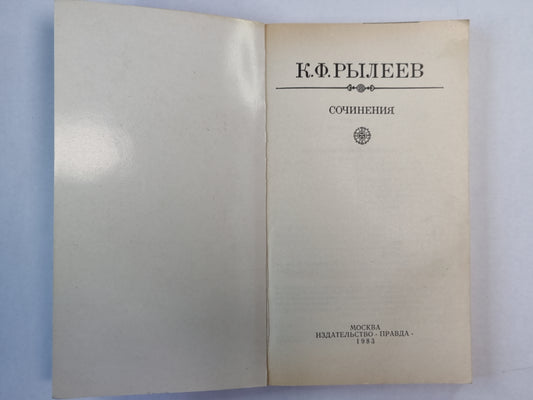 К.Ф.РЫЛЕЕВ
СОЧИНЕНИЯ
МОСКВА
ИЗДАТЕЛЬСТВО «ПРАВДА»
1983